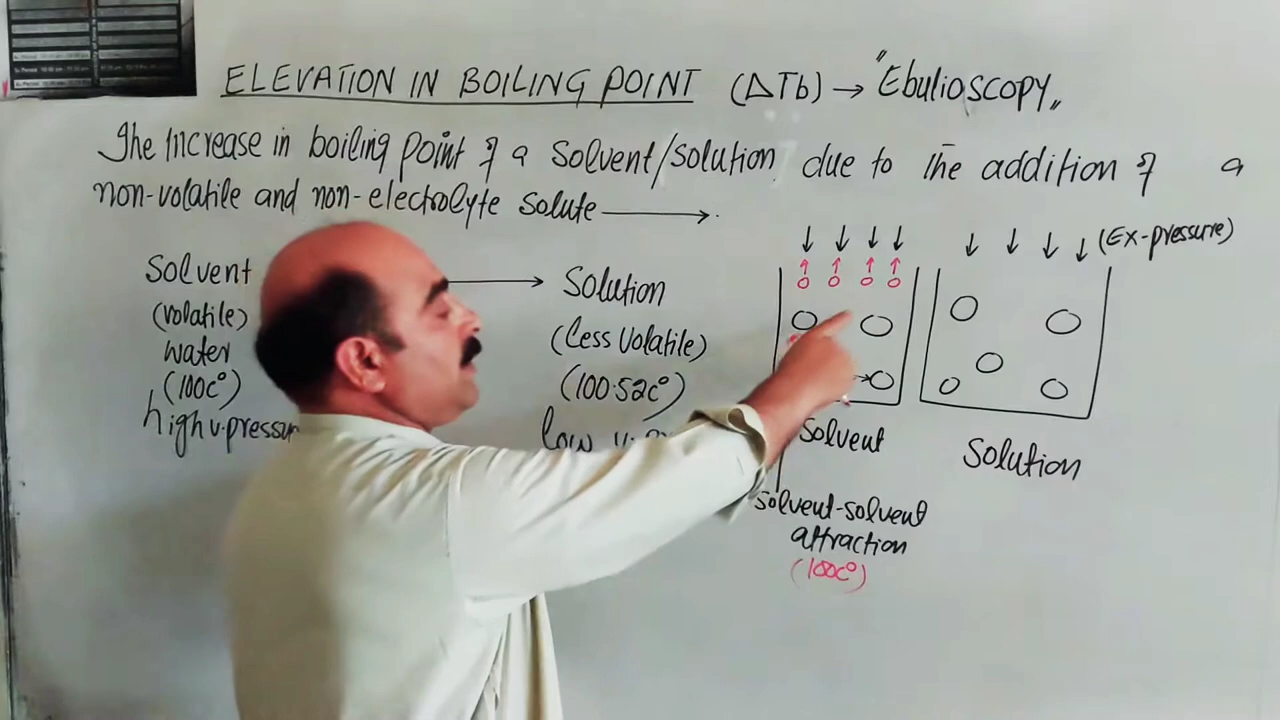 ELEVATION IN BOILING POINT (ΔTb) → "Ebulioscopy„
The Increase in boiling point of a solvent/solution due to the addition of a
non-volatile and non-electrolyte solute →.
Solvent → Solution
(volatile)
water
(100c°)
high v.pressur
(Less Volatile)
(100.52c°)
low v.
↓ ↓ ↓ ↓
↓ ↓ ↓ ↓ (Ex-pressure)
Solvent
Solution
solvent-solvent
attraction
(100c°)